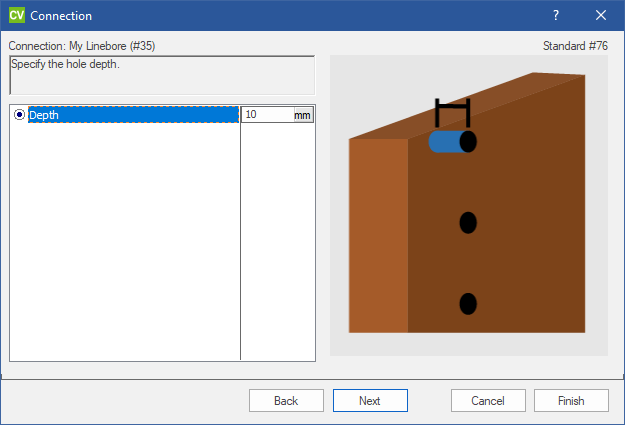 CV Connection ?
Connection: My Linebore (#35) Standard #76
Specify the hole depth.
Depth 10 mm
Back Next Cancel Finish